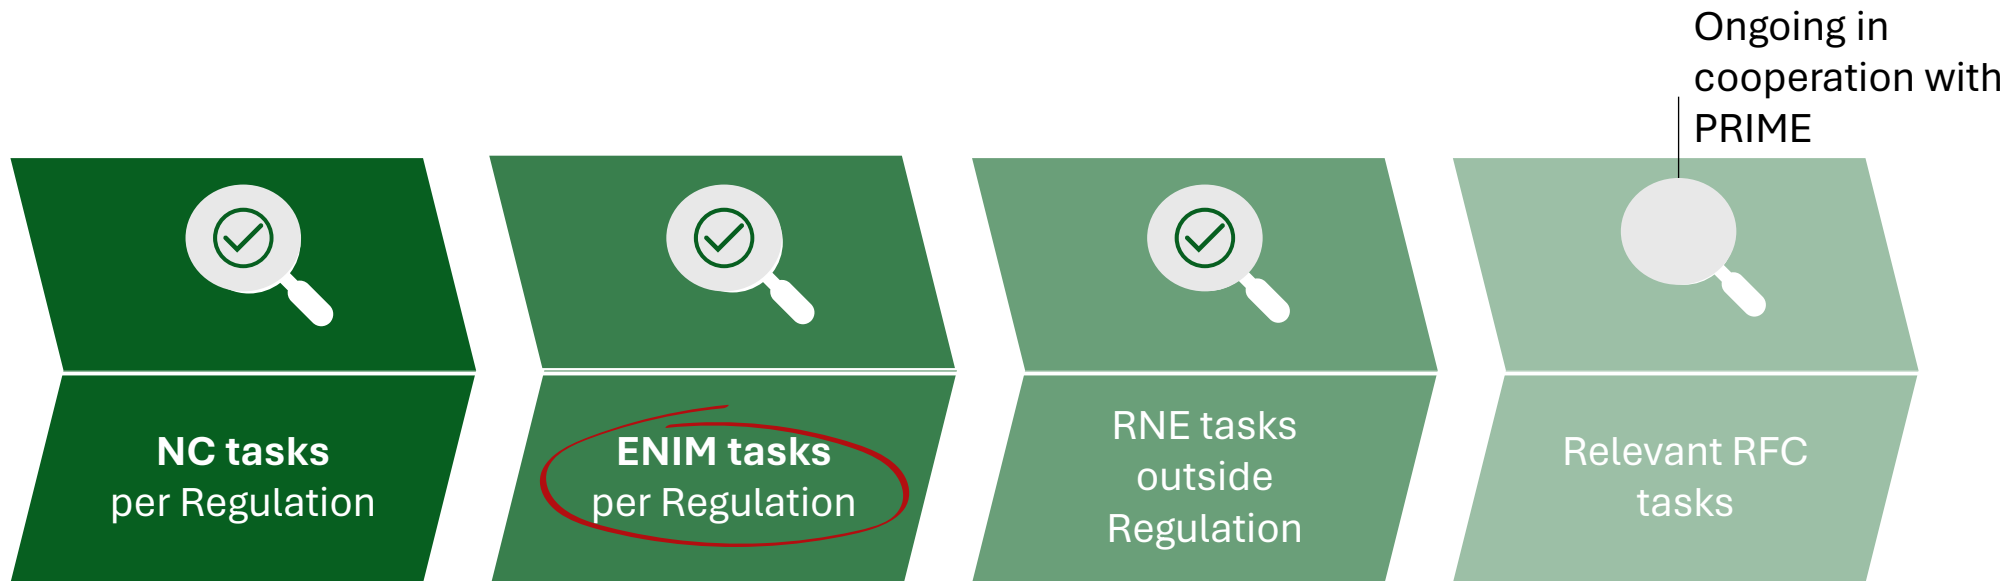 Ongoing in
cooperation with
PRIME
NC tasks
per Regulation
ENIM tasks
per Regulation
RNE tasks
outside
Regulation
Relevant RFC
tasks